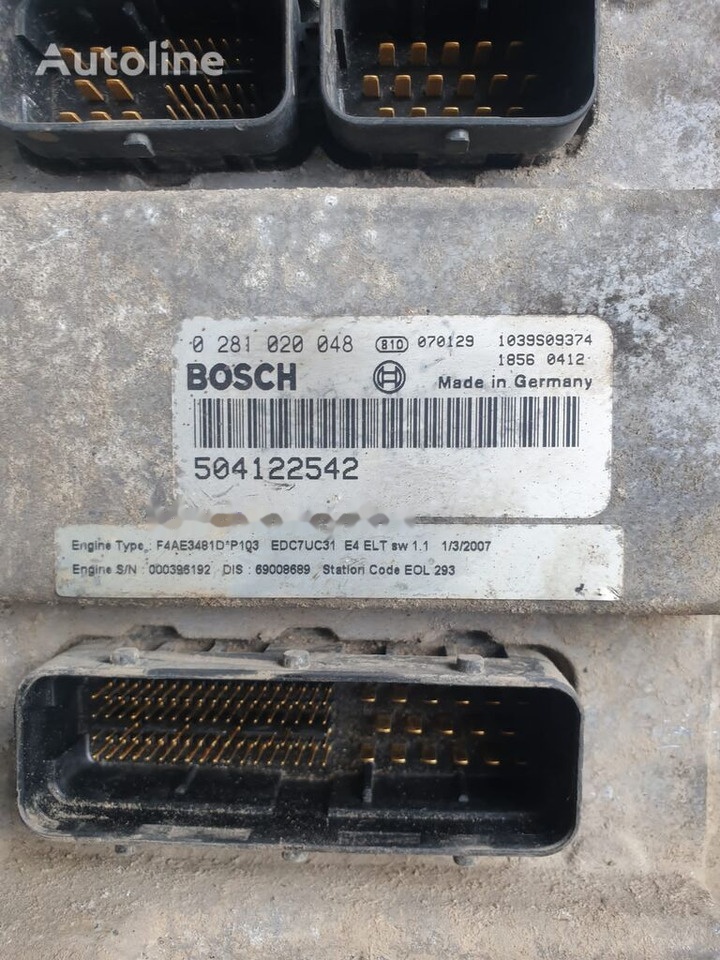 Autoline
0 281 020 048 810 070129 1039S09374
1856 0412
BOSCH Made in Germany
504122542
Engine Type : F4AE3481D*P103 EDC7UC31 E4 ELT sw 1.1 1/3/2007
Engine S/N : 000396192 DIS : 69008689 Station Code EOL 293